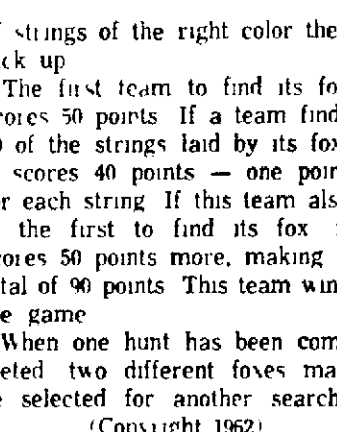 strings of the right color the
ck up
The first team to find its fo
cores 50 points If a team find
0 of the strings laid by its fox
scores 40 points — one poin
r each string If this team als
the first to find its fox
cores 50 points more, making
tal of 90 points This team win
e game
When one hunt has been com
leted two different foxes ma
e selected for another search
(Copyright 1962)